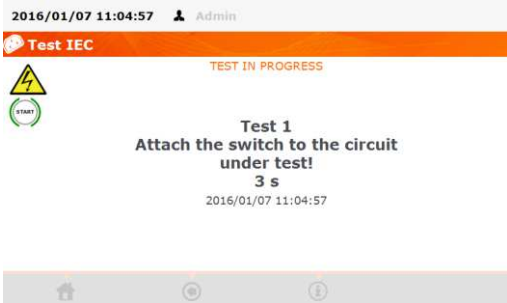 2016/01/07 11:04:57 Admin
Test IEC
TEST IN PROGRESS
START
Test 1
Attach the switch to the circuit
under test!
3 s
2016/01/07 11:04:57